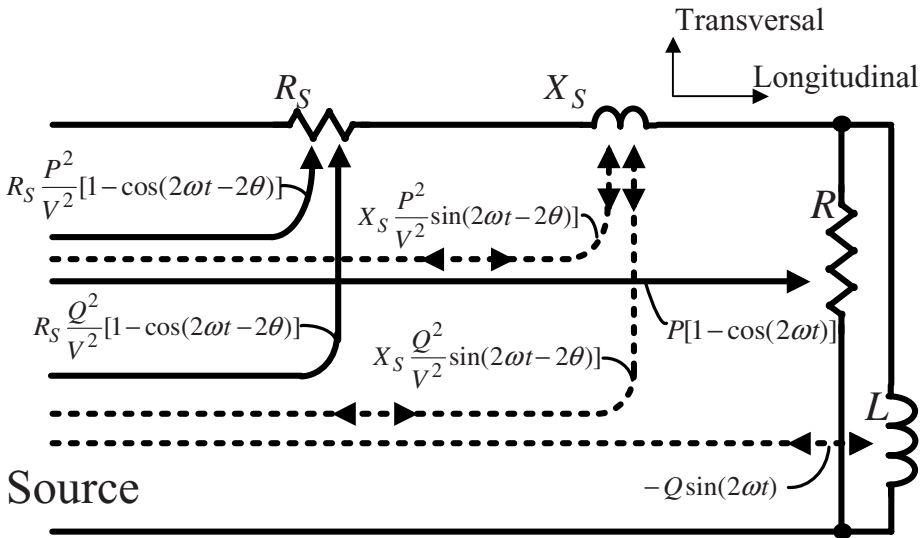 Transversal
Longitudinal
R_S
X_S
R_S P^2/V^2 [1−cos(2ωt−2θ)]
X_S P^2/V^2 sin(2ωt−2θ)]
R
R_S Q^2/V^2 [1−cos(2ωt−2θ)]
X_S Q^2/V^2 sin(2ωt−2θ)]
P[1−cos(2ωt)]
L
Source
−Q sin(2ωt)